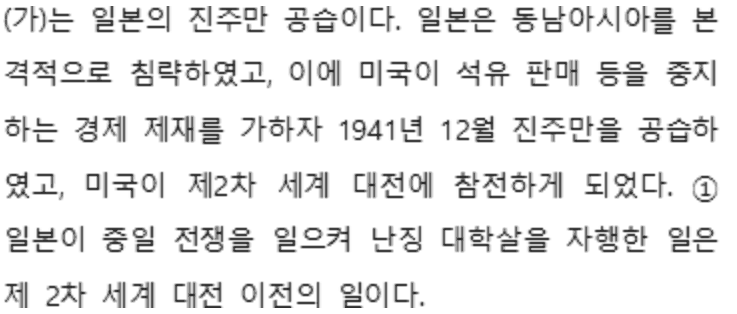 (가)는 일본의 진주만 공습이다. 일본은 동남아시아를 본
격적으로 침략하였고, 이에 미국이 석유 판매 등을 중지
하는 경제 제재를 가하자 1941년 12월 진주만을 공습하
였고, 미국이 제2차 세계 대전에 참전하게 되었다. ①
일본이 중일 전쟁을 일으켜 난징 대학살을 자행한 일은
제 2차 세계 대전 이전의 일이다.